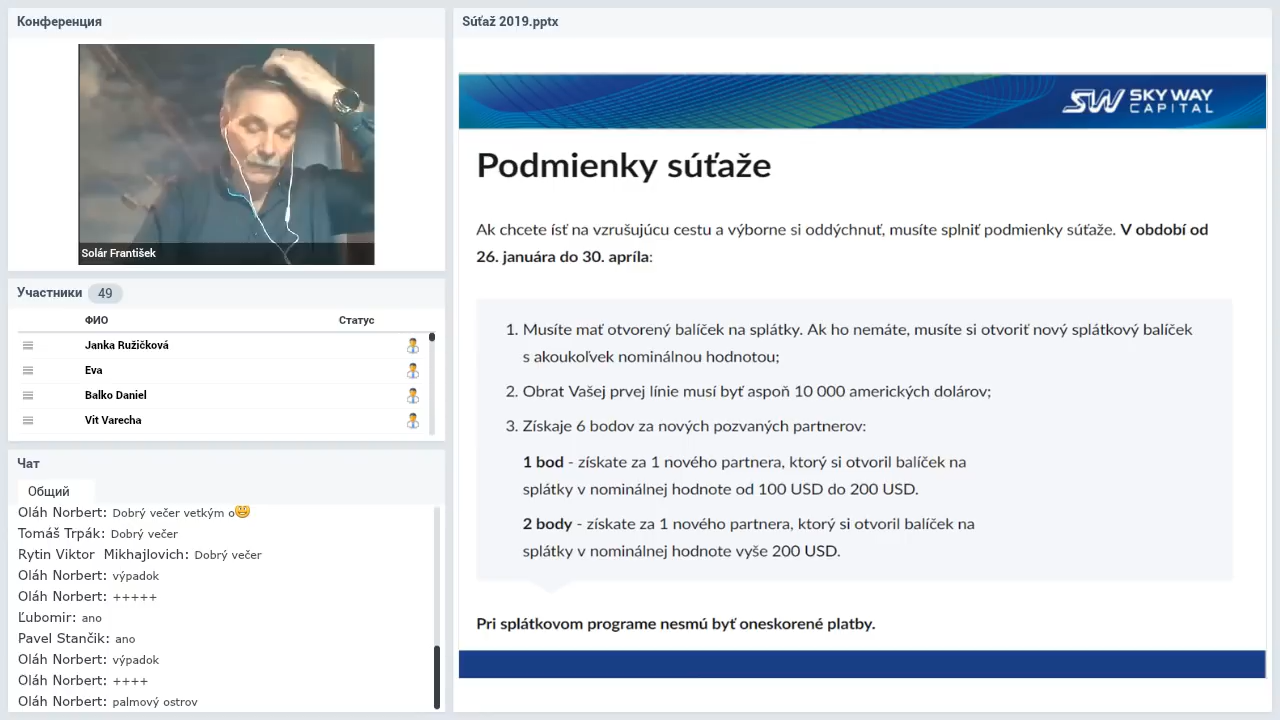 Конференция
Solár František
Участники 49
ФИО Статус
Janka Ružičková
Eva
Balko Daniel
Vit Varecha
Чат
Общий
Oláh Norbert: Dobrý večer vetkým o
Tomáš Trpák: Dobrý večer
Rytin Viktor Mikhajlovich: Dobrý večer
Oláh Norbert: výpadok
Oláh Norbert: +++++
Ľubomir: ano
Pavel Stančik: ano
Oláh Norbert: výpadok
Oláh Norbert: ++++
Oláh Norbert: palmový ostrov
Súťaž 2019.pptx
SW SKY WAY
CAPITAL
Podmienky súťaže
Ak chcete ísť na vzrušujúcu cestu a výborne si oddýchnuť, musíte splniť podmienky súťaže. V období od
26. januára do 30. apríla:
1. Musíte mať otvorený balíček na splátky. Ak ho nemáte, musíte si otvoriť nový splátkový balíček
s akoukoľvek nominálnou hodnotou;
2. Obrat Vašej prvej línie musí byť aspoň 10 000 amerických dolárov;
3. Získaje 6 bodov za nových pozvaných partnerov:
1 bod - získate za 1 nového partnera, ktorý si otvoril balíček na
splátky v nominálnej hodnote od 100 USD do 200 USD.
2 body - získate za 1 nového partnera, ktorý si otvoril balíček na
splátky v nominálnej hodnote vyše 200 USD.
Pri splátkovom programe nesmú byť oneskorené platby.